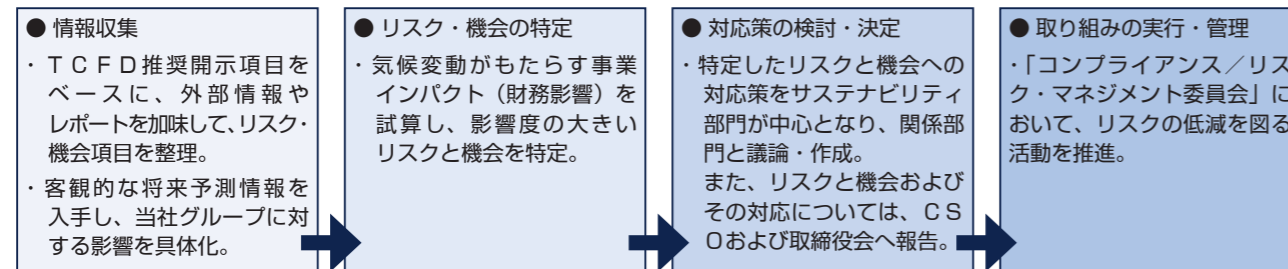 ● 情報収集
・ＴＣＦＤ推奨開示項目を
ベースに、外部情報や
レポートを加味して、リスク・
機会項目を整理。
・客観的な将来予測情報を
入手し、当社グループに対
する影響を具体化。
● リスク・機会の特定
・気候変動がもたらす事業
インパクト（財務影響）を
試算し、影響度の大きい
リスクと機会を特定。
● 対応策の検討・決定
・特定したリスクと機会への
対応策をサステナビリティ
部門が中心となり、関係部
門と議論・作成。
また、リスクと機会および
その対応については、ＣＳ
Ｏおよび取締役会へ報告。
● 取り組みの実行・管理
・「コンプライアンス／リス
ク・マネジメント委員会」に
おいて、リスクの低減を図る
活動を推進。